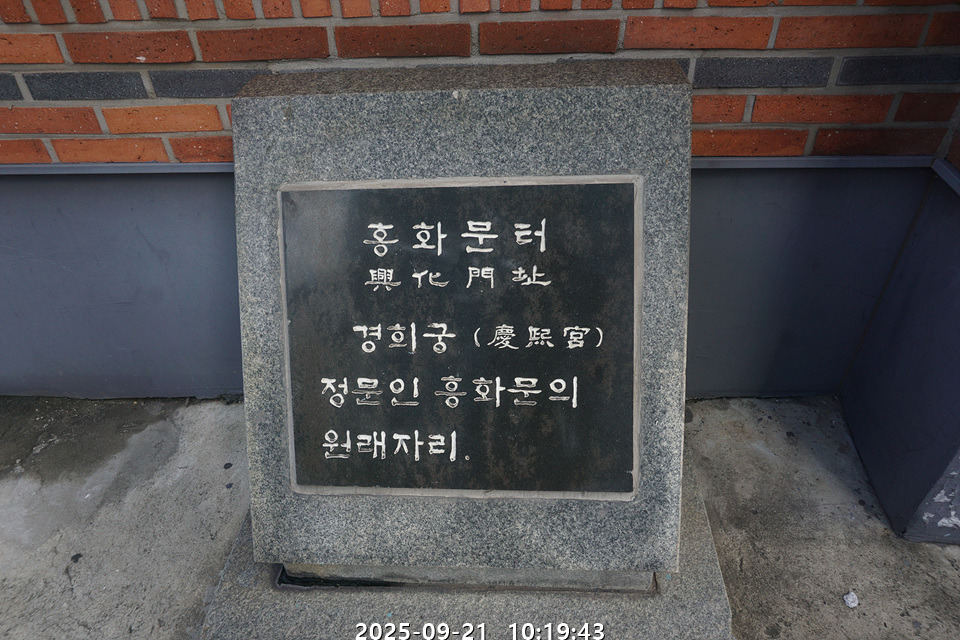 홍화문터
興化門址
경희궁 (慶熙宮)
정문인 흥화문의
원래자리.
2025-09-21 10:19:43